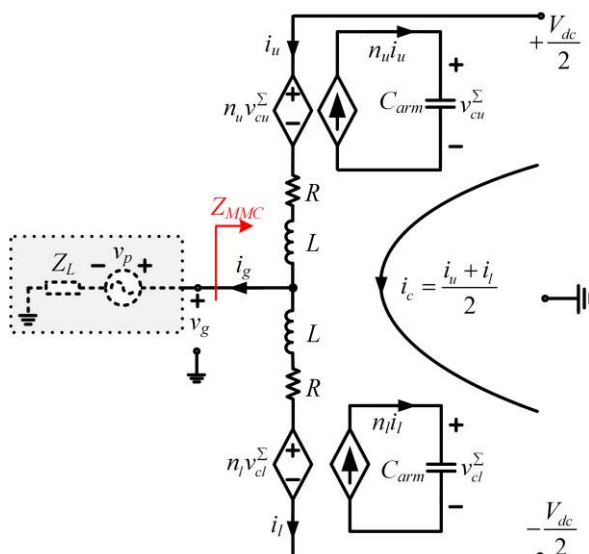 i_u
n_u i_u
+ V_dc/2
n_u v_cu^Σ
+
−
C_arm
+
v_cu^Σ
−
R
Z_MMC
L
Z_L
− v_p +
i_g
+
v_g
−
i_c = (i_u + i_l)/2
L
R
n_l i_l
n_l v_cl^Σ
+
−
C_arm
+
v_cl^Σ
−
i_l
− V_dc/2